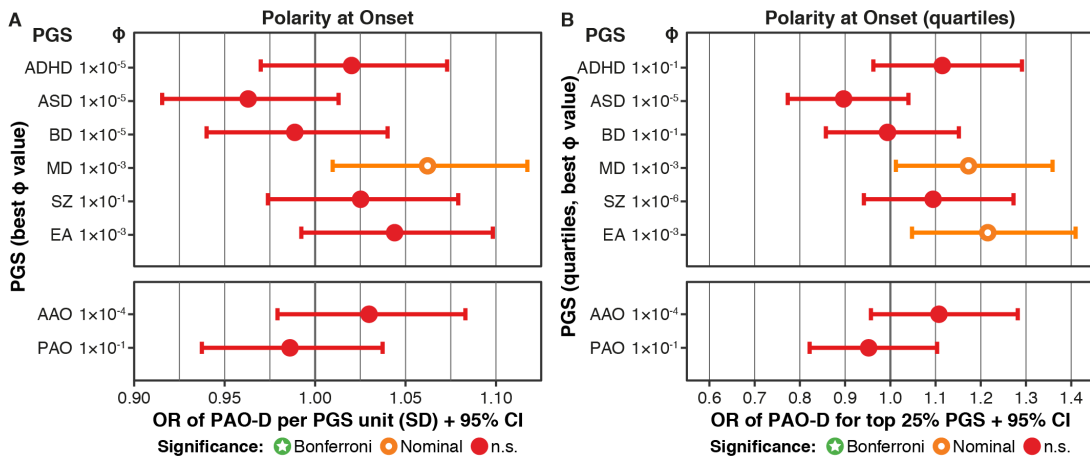 A
Polarity at Onset
PGS ϕ
PGS (best ϕ value)
ADHD 1×10⁻⁵
ASD 1×10⁻⁵
BD 1×10⁻⁵
MD 1×10⁻³
SZ 1×10⁻¹
EA 1×10⁻³
AAO 1×10⁻⁴
PAO 1×10⁻¹
0.90 0.95 1.00 1.05 1.10
OR of PAO-D per PGS unit (SD) + 95% CI
Significance: Bonferroni Nominal n.s.
B
Polarity at Onset (quartiles)
PGS ϕ
PGS (quartiles, best ϕ value)
ADHD 1×10⁻¹
ASD 1×10⁻⁵
BD 1×10⁻¹
MD 1×10⁻³
SZ 1×10⁻⁶
EA 1×10⁻³
AAO 1×10⁻⁴
PAO 1×10⁻¹
0.6 0.7 0.8 0.9 1.0 1.1 1.2 1.3 1.4
OR of PAO-D for top 25% PGS + 95% CI
Significance: Bonferroni Nominal n.s.